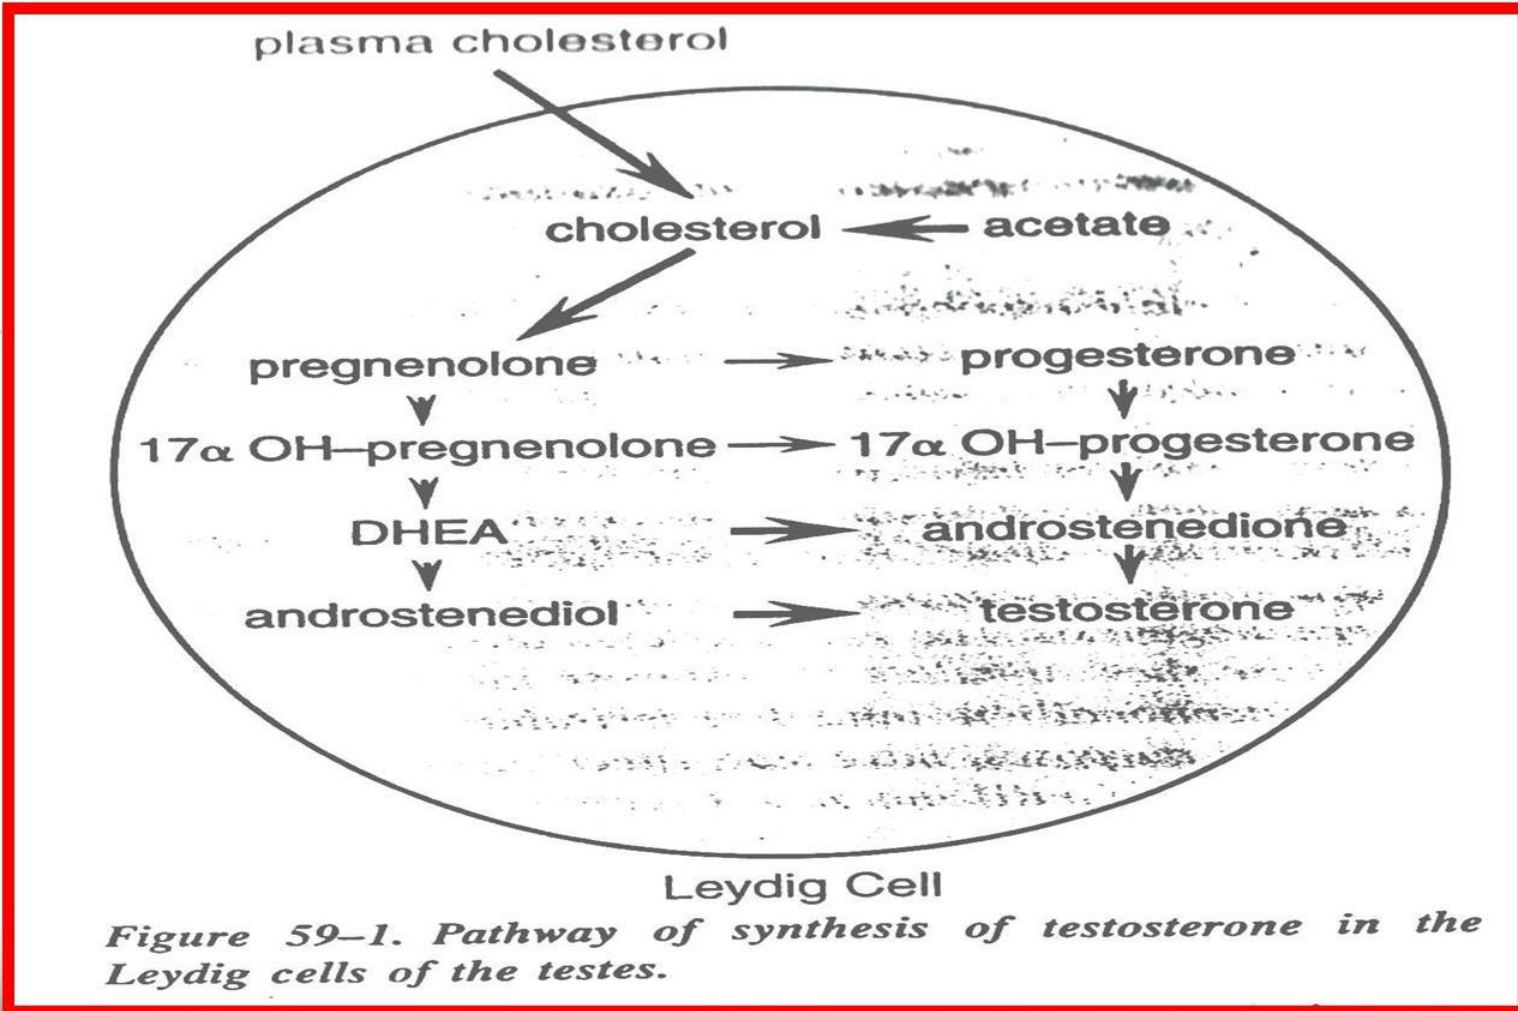 plasma cholesterol
cholesterol acetate
pregnenolone progesterone
17α OH–pregnenolone 17α OH–progesterone
DHEA androstenedione
androstenediol testosterone
Leydig Cell
Figure 59–1. Pathway of synthesis of testosterone in the
Leydig cells of the testes.